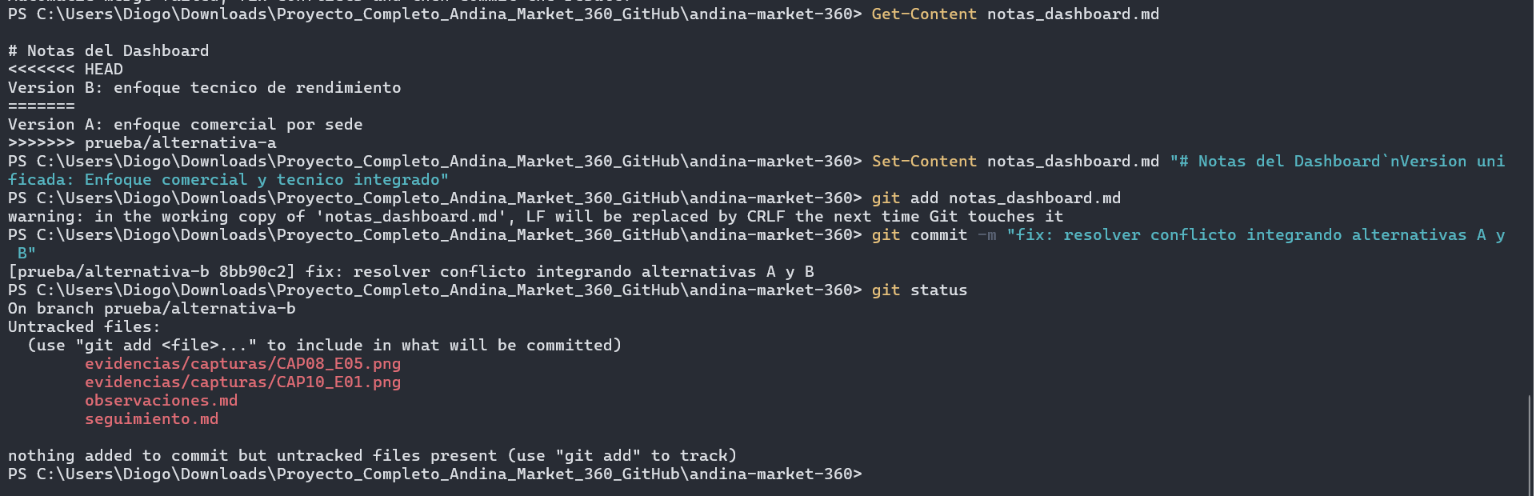 PS C:\Users\Diogo\Downloads\Proyecto_Completo_Andina_Market_360_GitHub\andina-market-360> Get-Content notas_dashboard.md
# Notas del Dashboard
<<<<<<< HEAD
Version B: enfoque tecnico de rendimiento
=======
Version A: enfoque comercial por sede
>>>>>>> prueba/alternativa-a
PS C:\Users\Diogo\Downloads\Proyecto_Completo_Andina_Market_360_GitHub\andina-market-360> Set-Content notas_dashboard.md "# Notas del Dashboard`nVersion uni
ficada: Enfoque comercial y tecnico integrado"
PS C:\Users\Diogo\Downloads\Proyecto_Completo_Andina_Market_360_GitHub\andina-market-360> git add notas_dashboard.md
warning: in the working copy of 'notas_dashboard.md', LF will be replaced by CRLF the next time Git touches it
PS C:\Users\Diogo\Downloads\Proyecto_Completo_Andina_Market_360_GitHub\andina-market-360> git commit -m "fix: resolver conflicto integrando alternativas A y
 B"
[prueba/alternativa-b 8bb90c2] fix: resolver conflicto integrando alternativas A y B
PS C:\Users\Diogo\Downloads\Proyecto_Completo_Andina_Market_360_GitHub\andina-market-360> git status
On branch prueba/alternativa-b
Untracked files:
  (use "git add <file>..." to include in what will be committed)
        evidencias/capturas/CAP08_E05.png
        evidencias/capturas/CAP10_E01.png
        observaciones.md
        seguimiento.md
nothing added to commit but untracked files present (use "git add" to track)
PS C:\Users\Diogo\Downloads\Proyecto_Completo_Andina_Market_360_GitHub\andina-market-360>